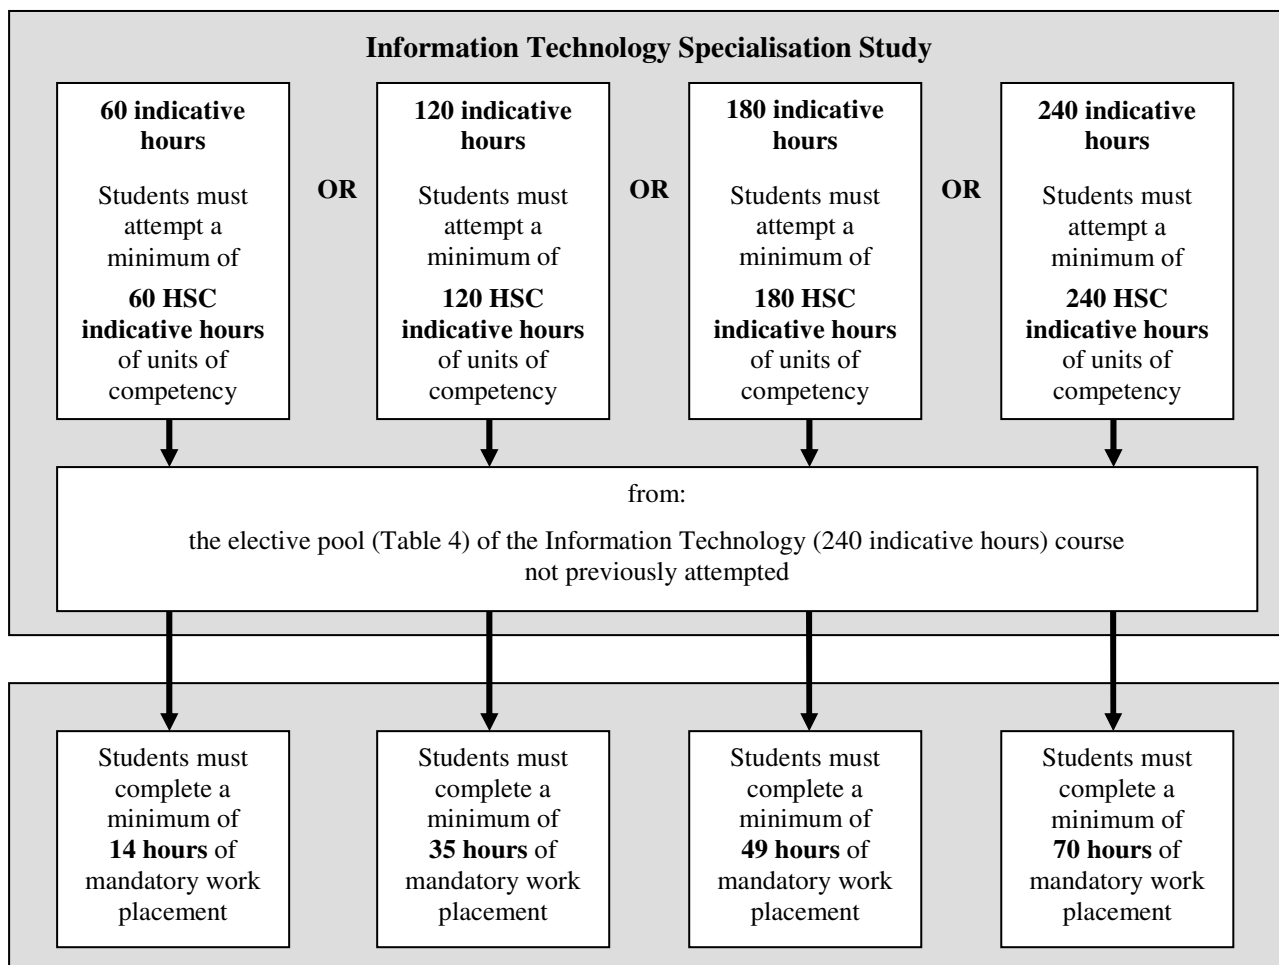 Information Technology Specialisation Study
60 indicative
hours
Students must
attempt a
minimum of
60 HSC
indicative hours
of units of
competency
OR
120 indicative
hours
Students must
attempt a
minimum of
120 HSC
indicative hours
of units of
competency
OR
180 indicative
hours
Students must
attempt a
minimum of
180 HSC
indicative hours
of units of
competency
OR
240 indicative
hours
Students must
attempt a
minimum of
240 HSC
indicative hours
of units of
competency
from:
the elective pool (Table 4) of the Information Technology (240 indicative hours) course
not previously attempted
Students must
complete a
minimum of
14 hours of
mandatory work
placement
Students must
complete a
minimum of
35 hours of
mandatory work
placement
Students must
complete a
minimum of
49 hours of
mandatory work
placement
Students must
complete a
minimum of
70 hours of
mandatory work
placement